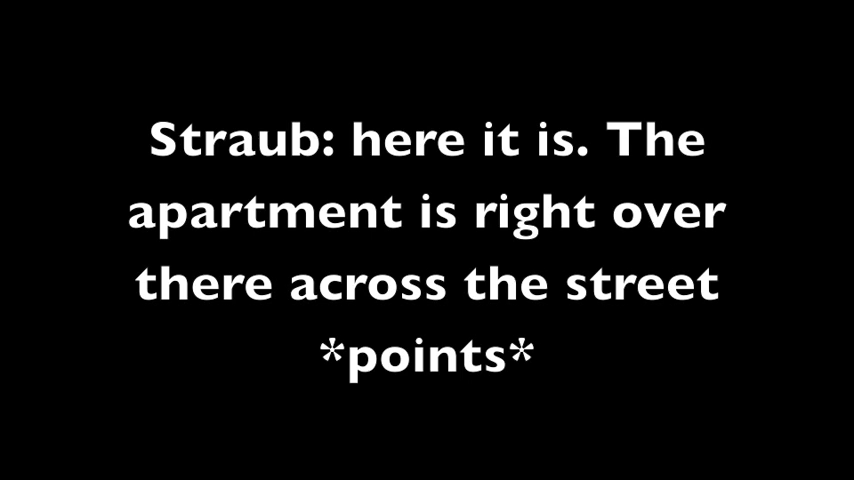 Straub: here it is. The
apartment is right over
there across the street
*points*